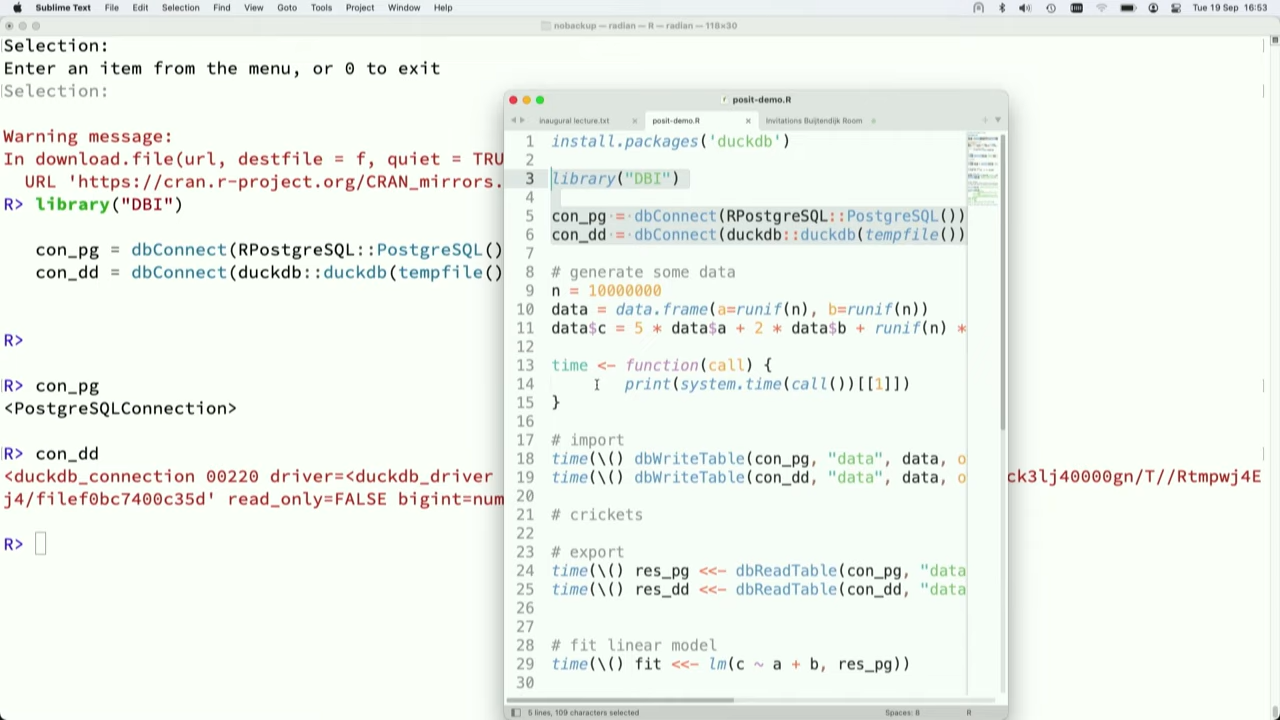 Sublime Text File Edit Selection Find View Goto Tools Project Window Help Tue 19 Sep 16:53
nobackup — radian — R — radian — 118×30
Selection:
Enter an item from the menu, or 0 to exit
Selection:
Warning message:
In download.file(url, destfile = f, quiet = TRU
URL 'https://cran.r-project.org/CRAN_mirrors.
R> library("DBI")
con_pg = dbConnect(RPostgreSQL::PostgreSQL()
con_dd = dbConnect(duckdb::duckdb(tempfile()
R>
R> con_pg
<PostgreSQLConnection>
R> con_dd
<duckdb_connection 00220 driver=<duckdb_driver ck3lj40000gn/T//Rtmpwj4E
j4/filef0bc7400c35d' read_only=FALSE bigint=num
R>
posit-demo.R
inaugural lecture.txt posit-demo.R Invitations Buijtendijk Room
1 install.packages('duckdb')
2
3 library("DBI")
4
5 con_pg = dbConnect(RPostgreSQL::PostgreSQL())
6 con_dd = dbConnect(duckdb::duckdb(tempfile())
7
8 # generate some data
9 n = 10000000
10 data = data.frame(a=runif(n), b=runif(n))
11 data$c = 5 * data$a + 2 * data$b + runif(n) *
12
13 time <- function(call) {
14 print(system.time(call())[[1]])
15 }
16
17 # import
18 time(\() dbWriteTable(con_pg, "data", data, o
19 time(\() dbWriteTable(con_dd, "data", data, o
20
21 # crickets
22
23 # export
24 time(\() res_pg <<- dbReadTable(con_pg, "data
25 time(\() res_dd <<- dbReadTable(con_dd, "data
26
27
28 # fit linear model
29 time(\() fit <<- lm(c ~ a + b, res_pg))
30
5 lines, 109 characters selected Spaces: 8 R